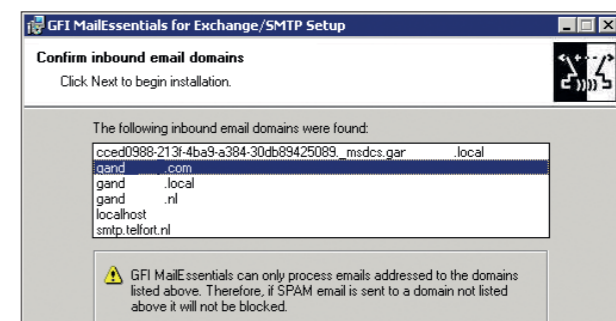 GFI MailEssentials for Exchange/SMTP Setup
Confirm inbound email domains
Click Next to begin installation.
The following inbound email domains were found:
cced0988-213f-4ba9-a384-30db89425089._msdcs.gar .local
gand .com
gand .local
gand .nl
localhost
smtp.telfort.nl
GFI MailEssentials can only process emails addressed to the domains
listed above. Therefore, if SPAM email is sent to a domain not listed
above it will not be blocked.